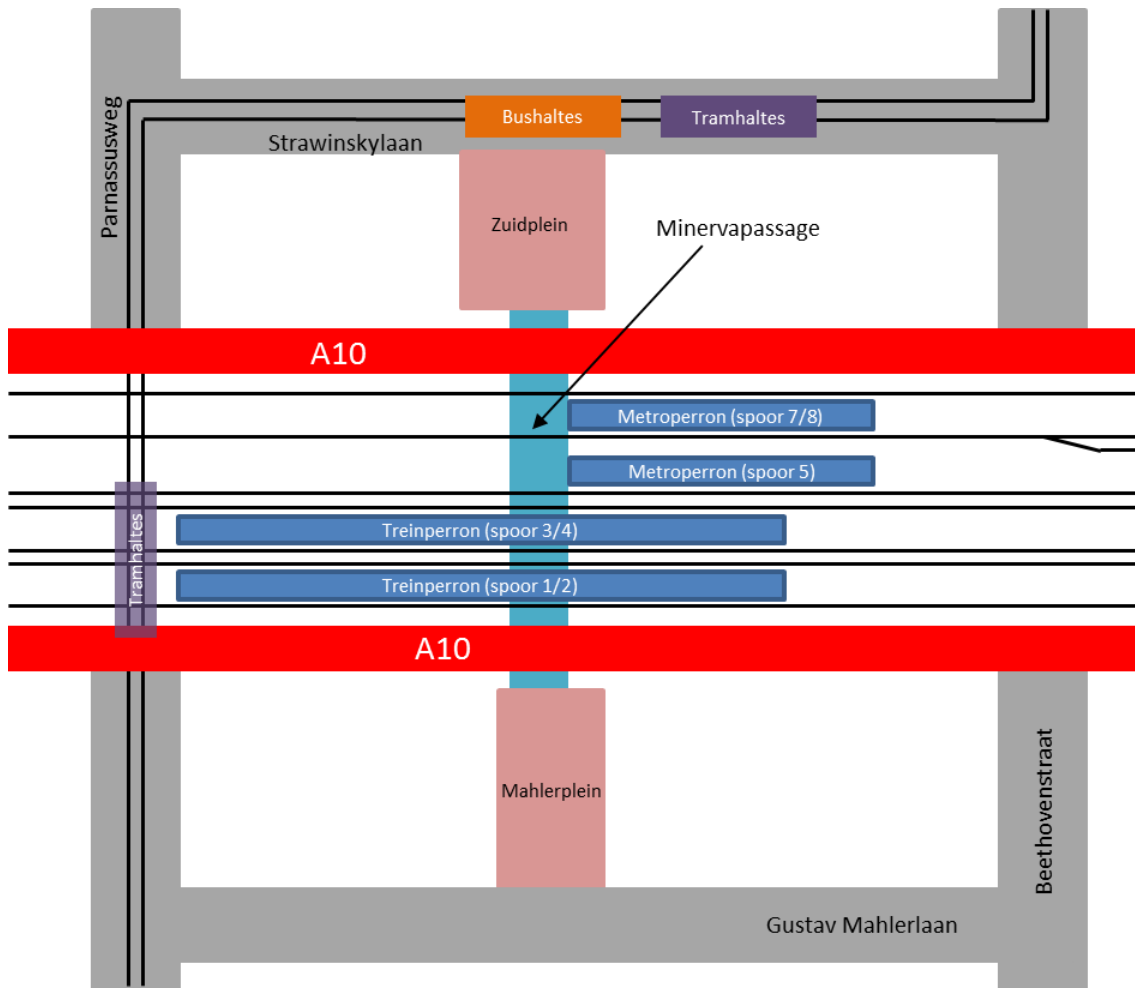 Parnassusweg
Bushaltes
Tramhaltes
Strawinskylaan
Zuidplein
Minervapassage
A10
Metroperron (spoor 7/8)
Metroperron (spoor 5)
Tramhaltes
Treinperron (spoor 3/4)
Treinperron (spoor 1/2)
A10
Mahlerplein
Beethovenstraat
Gustav Mahlerlaan